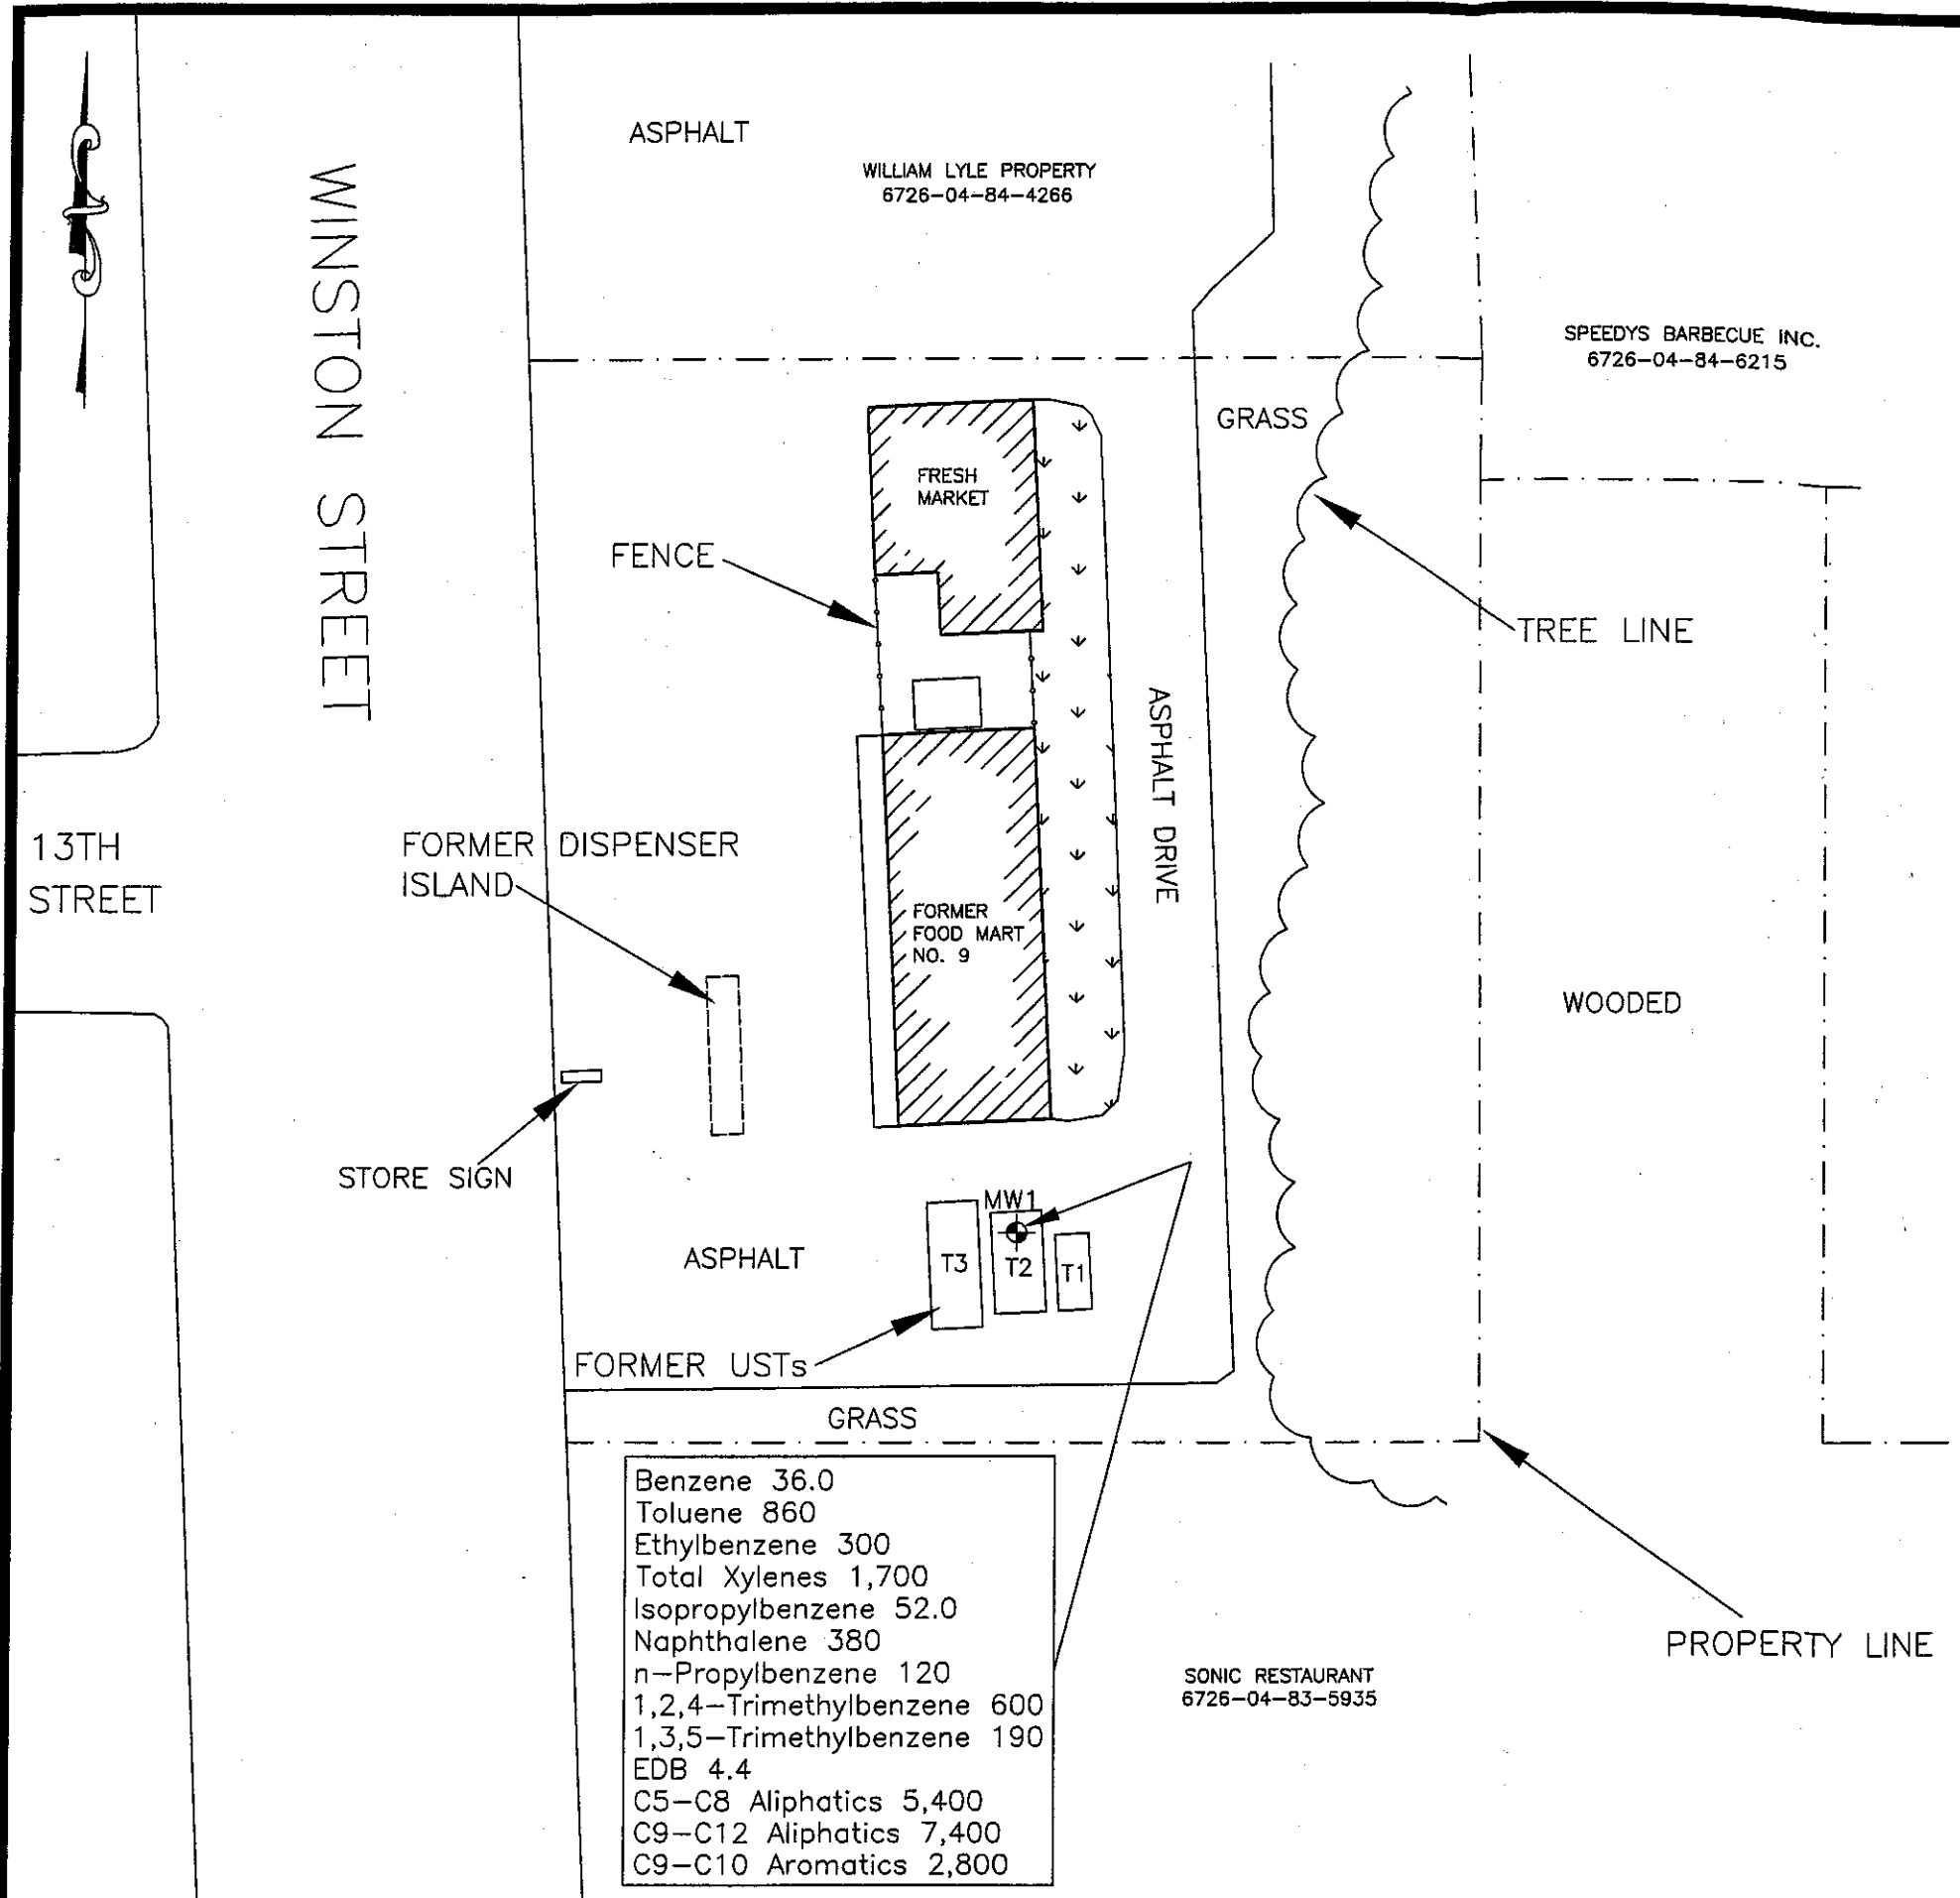 ASPHALT
WILLIAM LYLE PROPERTY
6726-04-84-4266
WINSTON STREET
SPEEDYS BARBECUE INC.
6726-04-84-6215
GRASS
FRESH
MARKET
FENCE
TREE LINE
ASPHALT DRIVE
13TH
STREET
FORMER DISPENSER
ISLAND
FORMER
FOOD MART
NO. 9
WOODED
STORE SIGN
MW1
ASPHALT
T3
T2
T1
FORMER USTs
GRASS
Benzene 36.0
Toluene 860
Ethylbenzene 300
Total Xylenes 1,700
Isopropylbenzene 52.0
Naphthalene 380
n-Propylbenzene 120
1,2,4-Trimethylbenzene 600
1,3,5-Trimethylbenzene 190
EDB 4.4
C5-C8 Aliphatics 5,400
C9-C12 Aliphatics 7,400
C9-C10 Aromatics 2,800
PROPERTY LINE
SONIC RESTAURANT
6726-04-83-5935